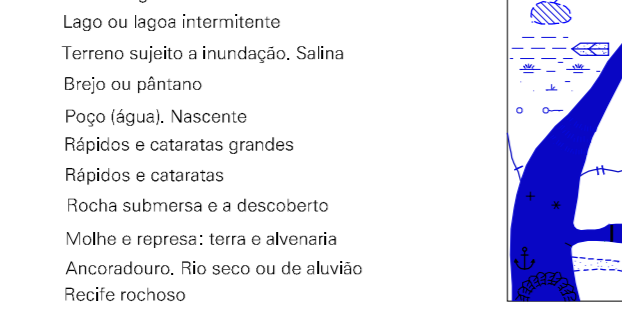 Lago ou lagoa intermitente
Terreno sujeito a inundação. Salina
Brejo ou pântano
Poço (água). Nascente
Rápidos e cataratas grandes
Rápidos e cataratas
Rocha submersa e a descoberto
Molhe e represa: terra e alvenaria
Ancoradouro. Rio seco ou de aluvião
Recife rochoso